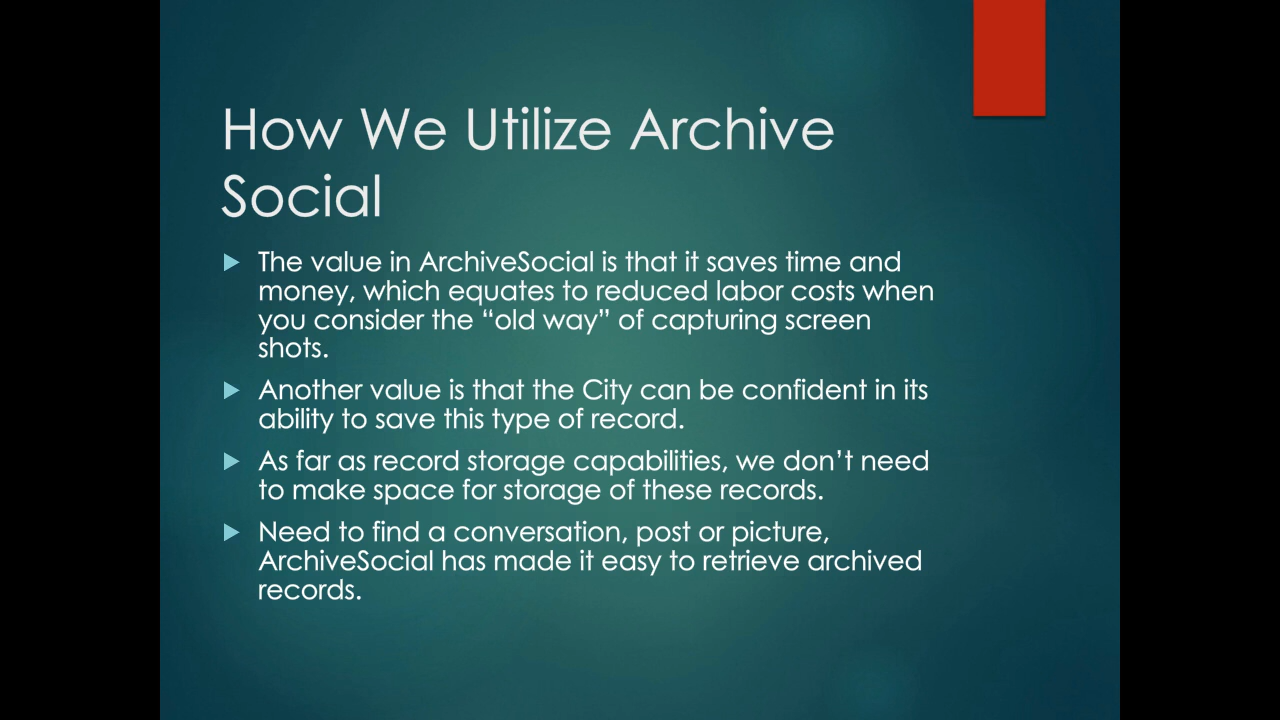 How We Utilize Archive
Social
The value in ArchiveSocial is that it saves time and
money, which equates to reduced labor costs when
you consider the “old way” of capturing screen
shots.
Another value is that the City can be confident in its
ability to save this type of record.
As far as record storage capabilities, we don’t need
to make space for storage of these records.
Need to find a conversation, post or picture,
ArchiveSocial has made it easy to retrieve archived
records.